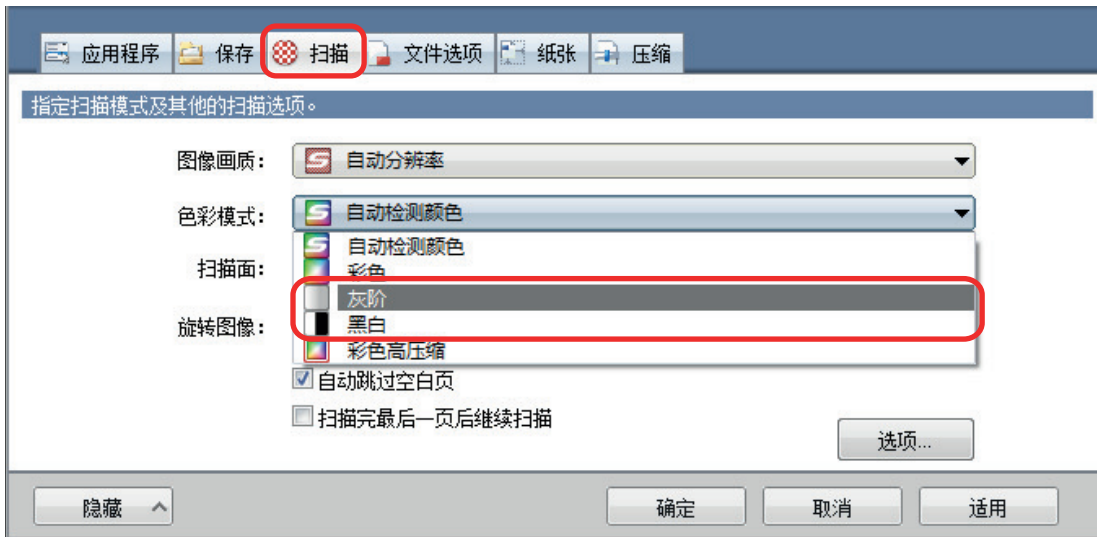 应用程序 保存 扫描 文件选项 纸张 压缩
指定扫描模式及其他的扫描选项。
图像画质: 自动分辨率
色彩模式: 自动检测颜色
自动检测颜色
扫描面: 彩色
灰阶
旋转图像: 黑白
彩色高压缩
自动跳过空白页
扫描完最后一页后继续扫描
选项...
隐藏 确定 取消 适用